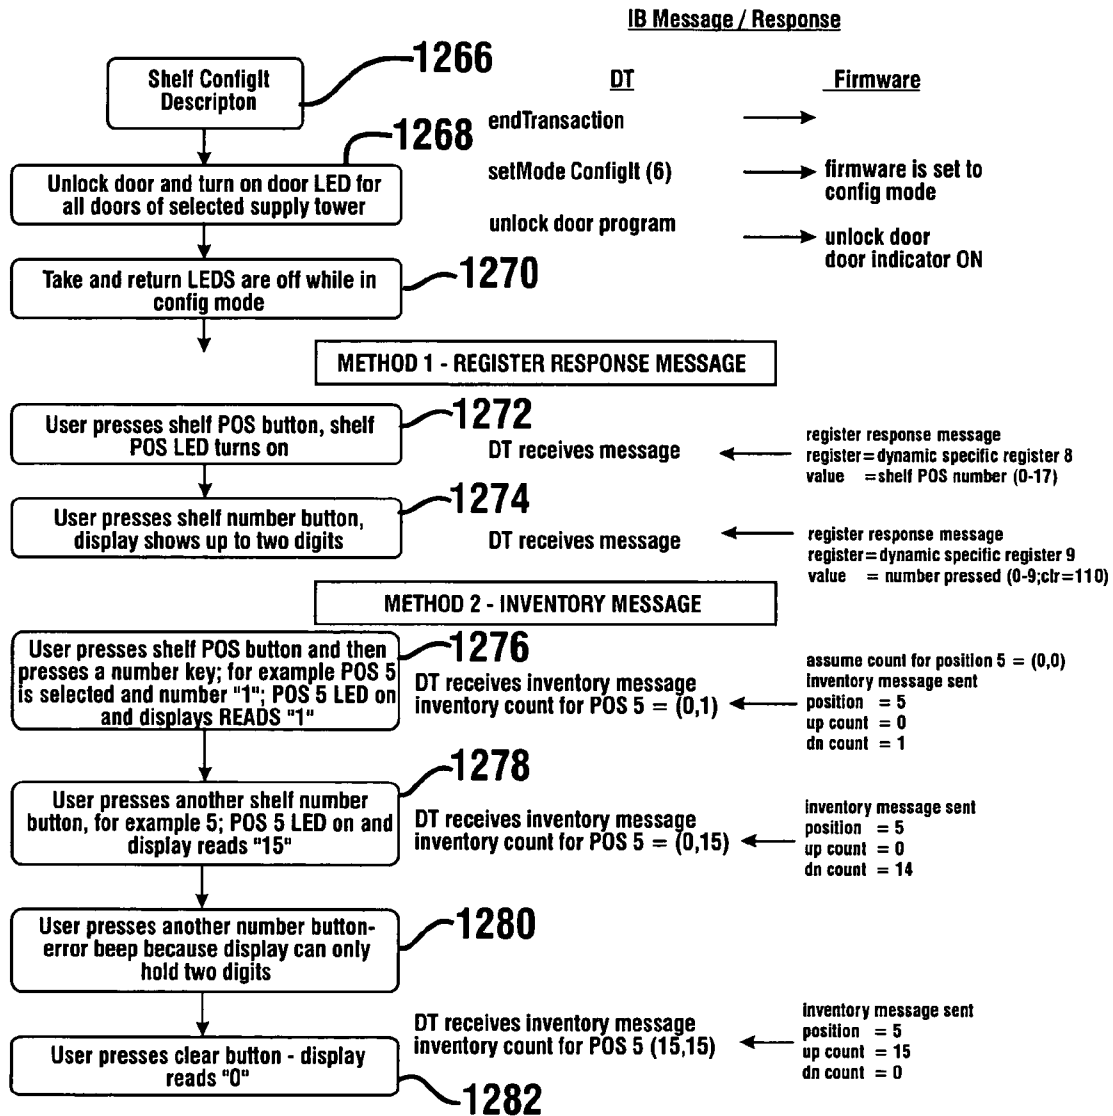 IB Message / Response
1266
Shelf ConfigIt
Descripton
DT
Firmware
endTransaction
1268
Unlock door and turn on door LED for
all doors of selected supply tower
setMode ConfigIt (6)
firmware is set to
config mode
unlock door program
unlock door
door indicator ON
1270
Take and return LEDS are off while in
config mode
METHOD 1 - REGISTER RESPONSE MESSAGE
1272
User presses shelf POS button, shelf
POS LED turns on
DT receives message
register response message
register=dynamic specific register 8
value =shelf POS number (0-17)
1274
User presses shelf number button,
display shows up to two digits
DT receives message
register response message
register=dynamic specific register 9
value = number pressed (0-9;clr=110)
METHOD 2 - INVENTORY MESSAGE
1276
User presses shelf POS button and then
presses a number key; for example POS 5
is selected and number "1"; POS 5 LED on
and displays READS "1"
DT receives inventory message
inventory count for POS 5 = (0,1)
assume count for position 5 = (0,0)
inventory message sent
position = 5
up count = 0
dn count = 1
1278
User presses another shelf number
button, for example 5; POS 5 LED on and
display reads "15"
DT receives inventory message
inventory count for POS 5 = (0,15)
inventory message sent
position = 5
up count = 0
dn count = 14
1280
User presses another number button-
error beep because display can only
hold two digits
DT receives inventory message
inventory count for POS 5 (15,15)
inventory message sent
position = 5
up count = 15
dn count = 0
User presses clear button - display
reads "0"
1282